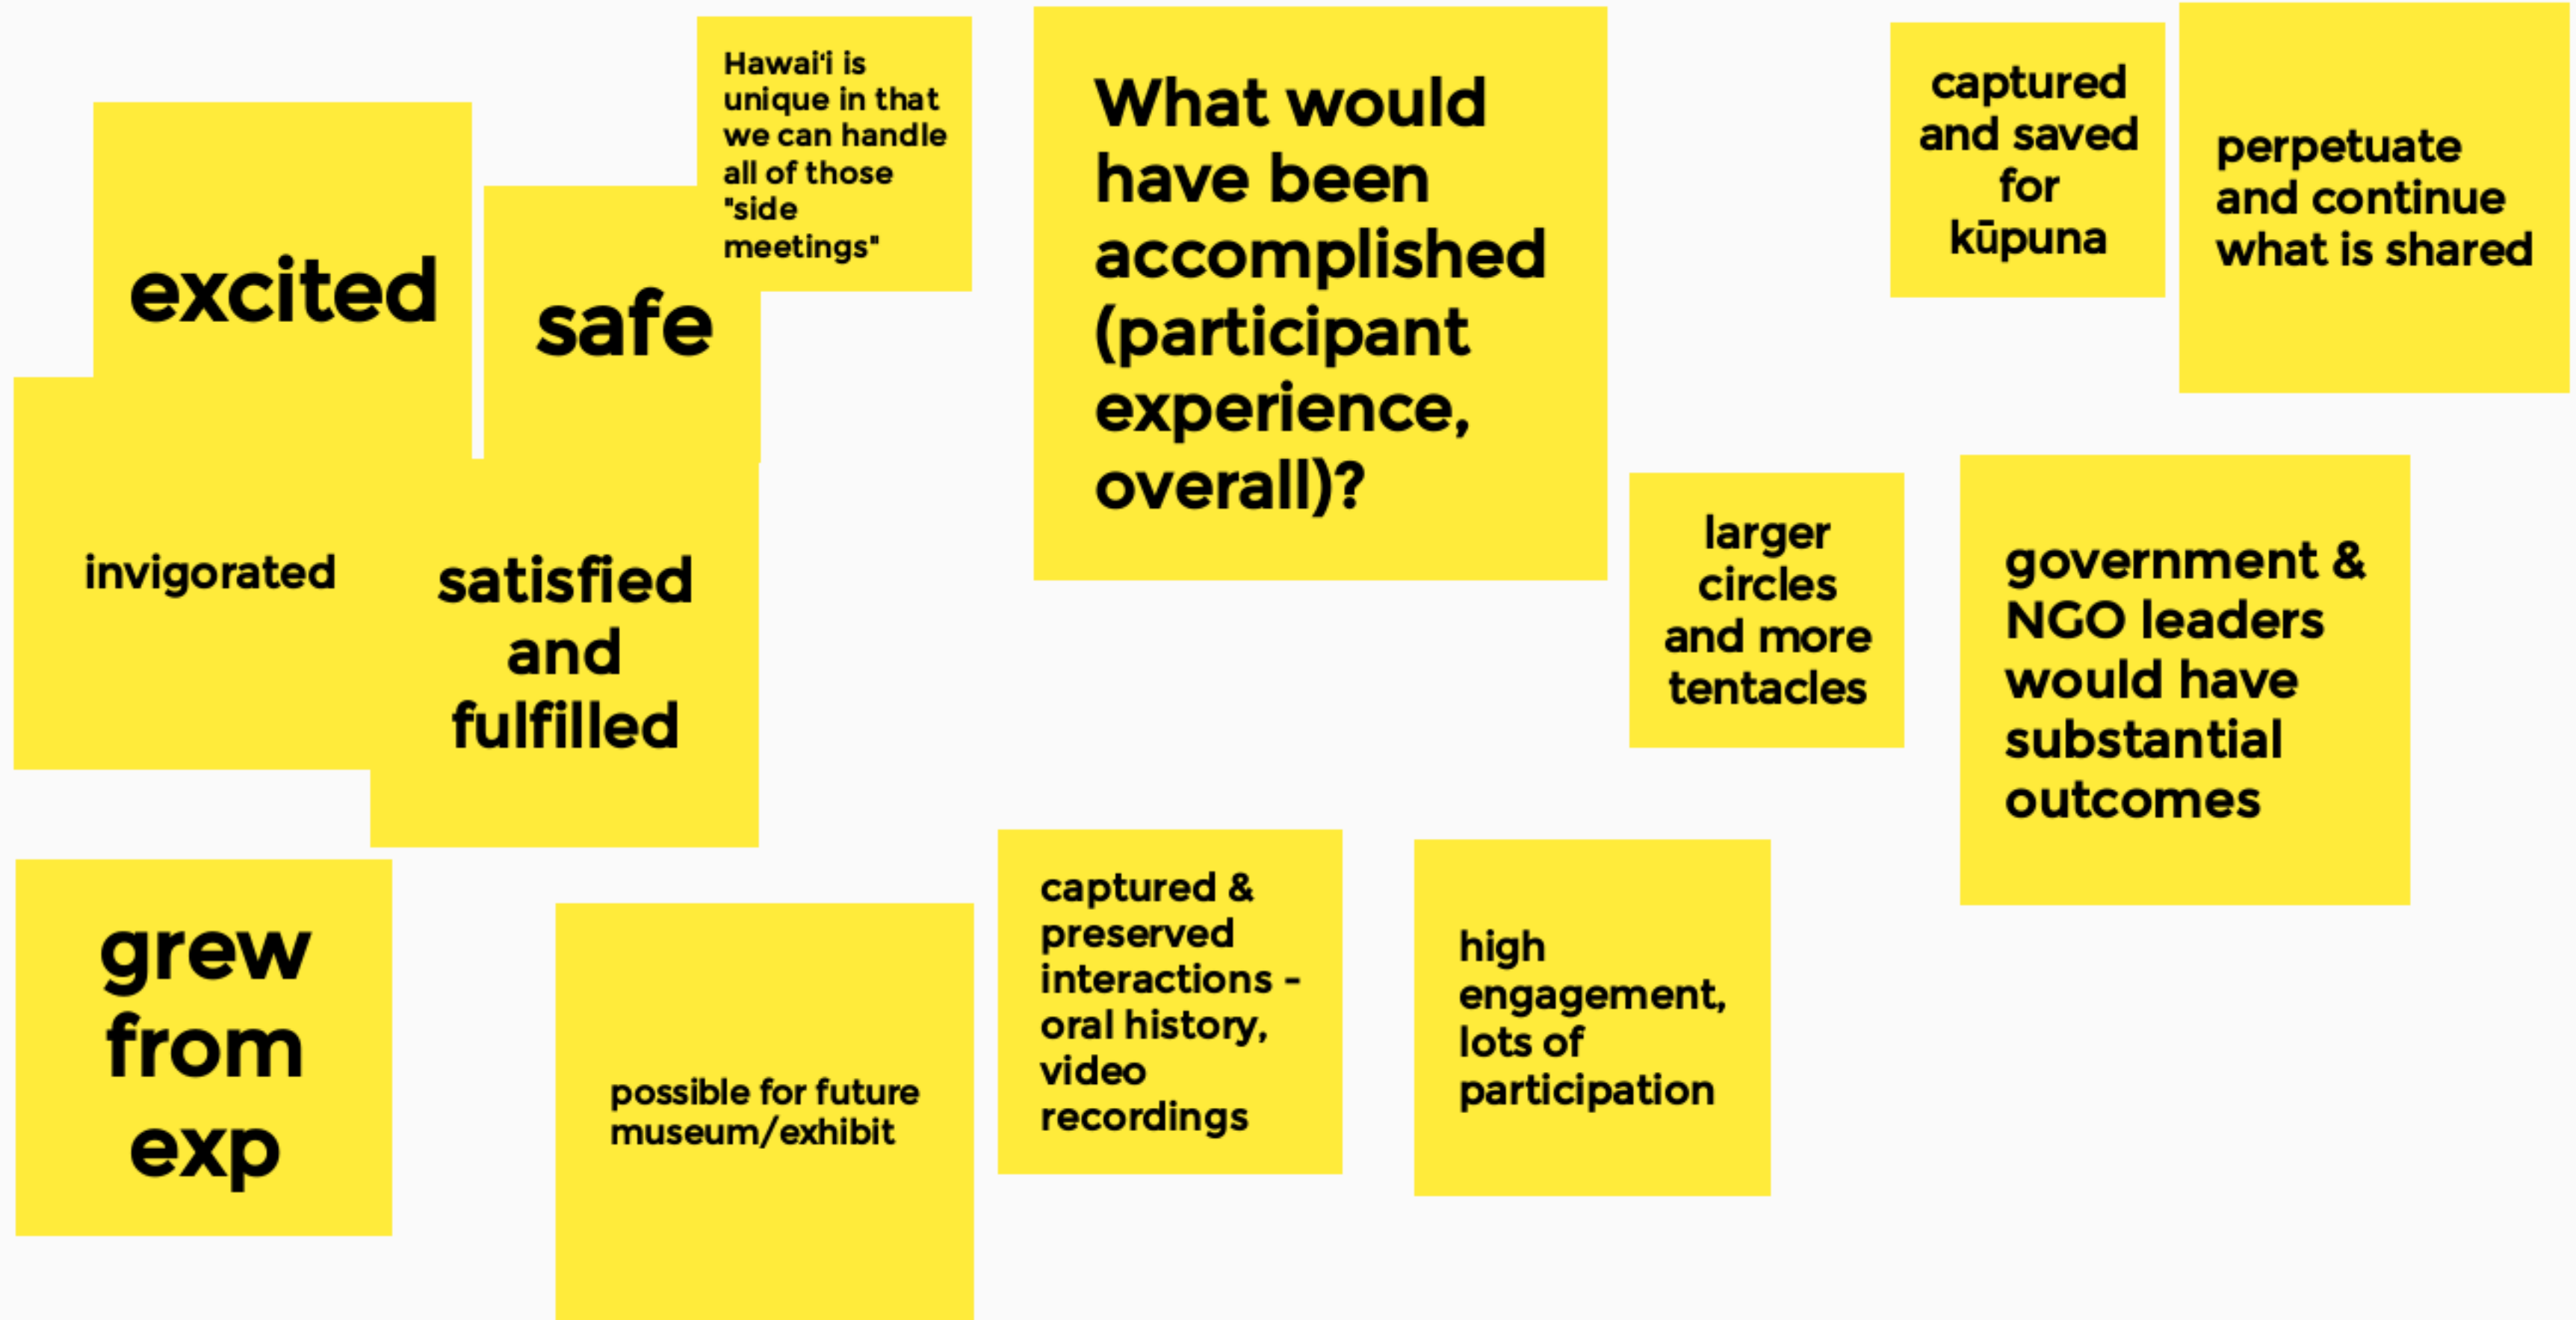 excited
safe
Hawai‘i is
unique in that
we can handle
all of those
"side
meetings"
invigorated
satisfied
and
fulfilled
What would
have been
accomplished
(participant
experience,
overall)?
captured
and saved
for
kūpuna
perpetuate
and continue
what is shared
larger
circles
and more
tentacles
government &
NGO leaders
would have
substantial
outcomes
grew
from
exp
possible for future
museum/exhibit
captured &
preserved
interactions -
oral history,
video
recordings
high
engagement,
lots of
participation